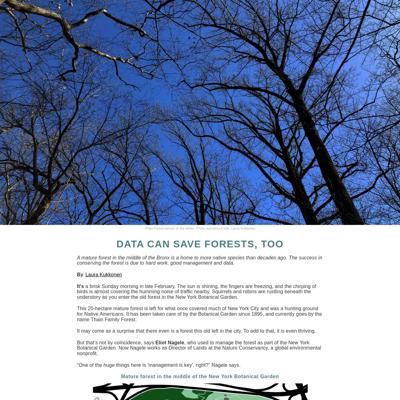 DATA CAN SAVE FORESTS, TOO
A mature forest in the middle of the Bronx is a home to more native species than decades ago. The success in
conserving the forest is due to hard work, good management and data.
By Laura Kukkonen
It's a brisk Sunday morning in late February. The sun is shining, the fingers are freezing, and the chirping of
birds is almost covering the humming noise of traffic nearby. Squirrels and robins are rustling beneath the
understory as you enter the old forest in the New York Botanical Garden.
This 20-hectare mature forest is left for what once covered much of New York City and was a hunting ground
for Native Americans. It has been taken care of by the Botanical Garden since 1895, and currently goes by the
name Thain Family Forest.
It may come as a surprise that there even is a forest this old left in the city. To add to that, it is even thriving.
But that's not by coincidence, says Eliot Nagele, who used to manage the forest as part of the New York
Botanical Garden. Now Nagele works as Director of Lands at the Nature Conservancy, a global environmental
nonprofit.
"One of the huge things here is 'management is key', right?" Nagele says.
Mature forest in the middle of the New York Botanical Garden